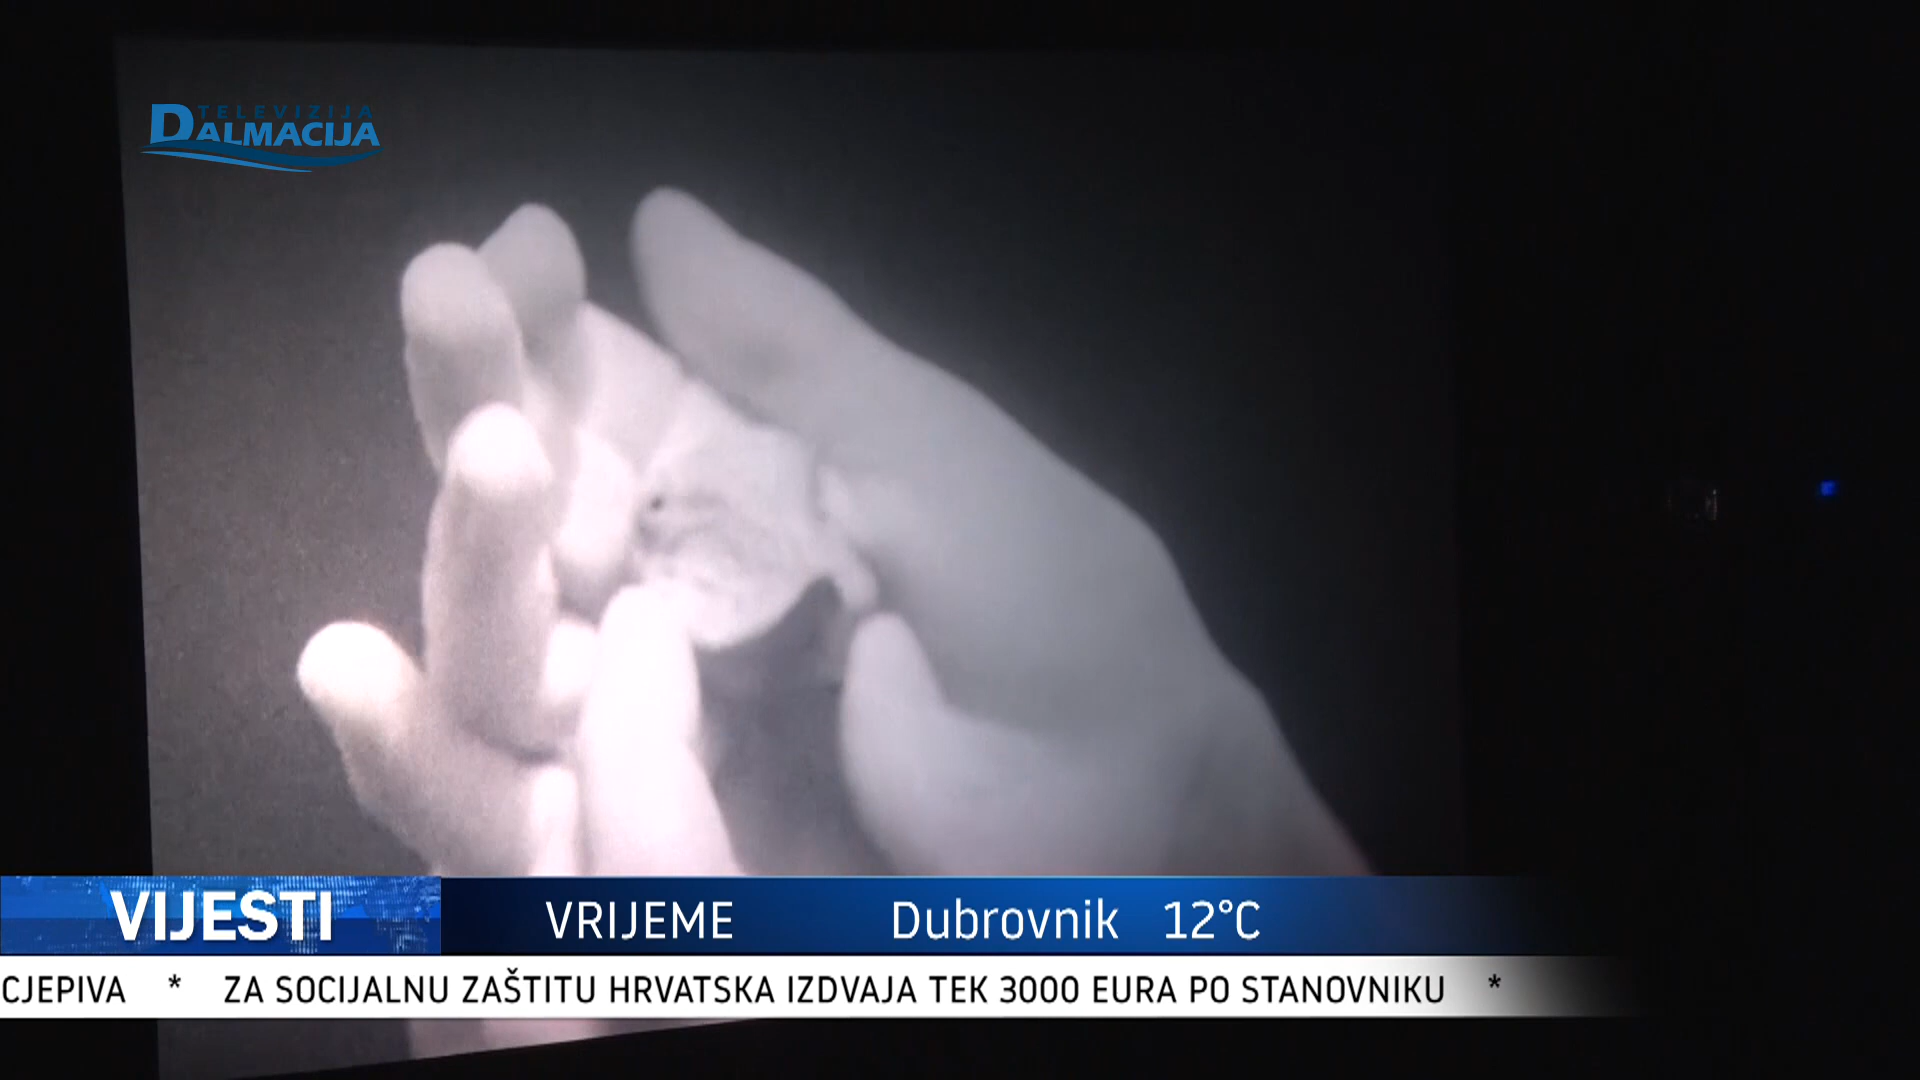 TELEVIZIJA
DALMACIJA
VIJESTI
VRIJEME Dubrovnik 12°C
CJEPIVA * ZA SOCIJALNU ZAŠTITU HRVATSKA IZDVAJA TEK 3000 EURA PO STANOVNIKU *